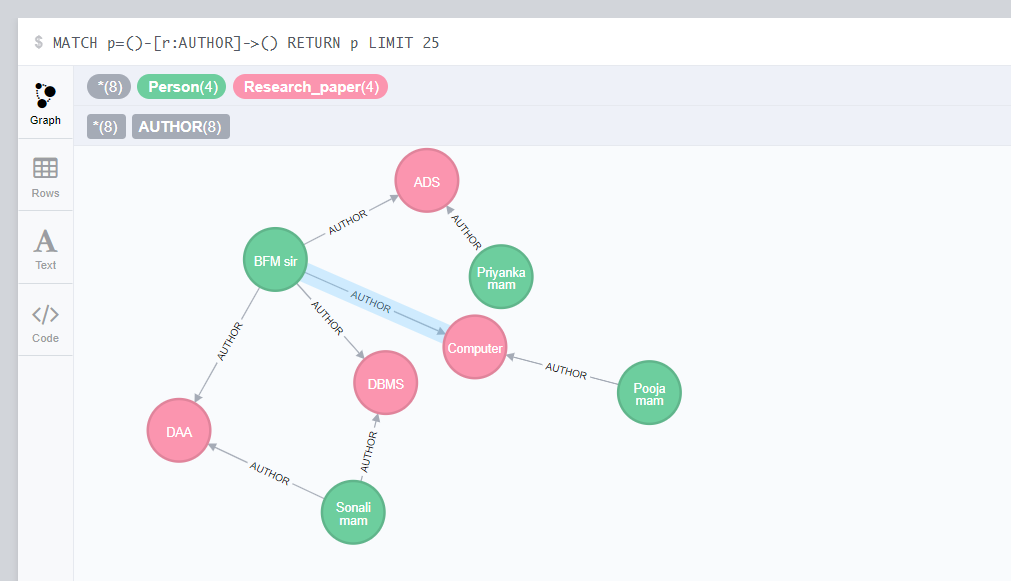 $ MATCH p=()-[r:AUTHOR]->() RETURN p LIMIT 25
*(8) Person(4) Research_paper(4)
*(8) AUTHOR(8)
Graph
Rows
A
Text
</>
Code
ADS
AUTHOR
AUTHOR
BFM sir
Priyanka
mam
AUTHOR
AUTHOR
AUTHOR
Computer
AUTHOR
DBMS
Pooja
mam
DAA
AUTHOR
AUTHOR
Sonali
mam